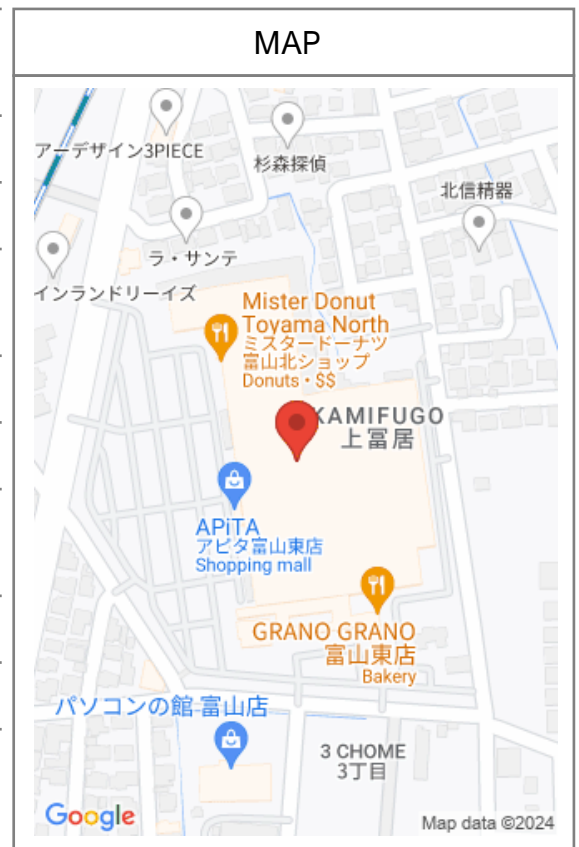 MAP
アーデザイン3PIECE
杉森探偵
北信精器
ラ・サンテ
インランドリーイズ
Mister Donut
Toyama North
ミスタードーナツ
富山北ショップ
Donuts • $$
KAMIFUGO
上冨居
APiTA
アピタ富山東店
Shopping mall
GRANO GRANO
富山東店
Bakery
パソコンの館 富山店
3 CHOME
3丁目
Google
Map data ©2024